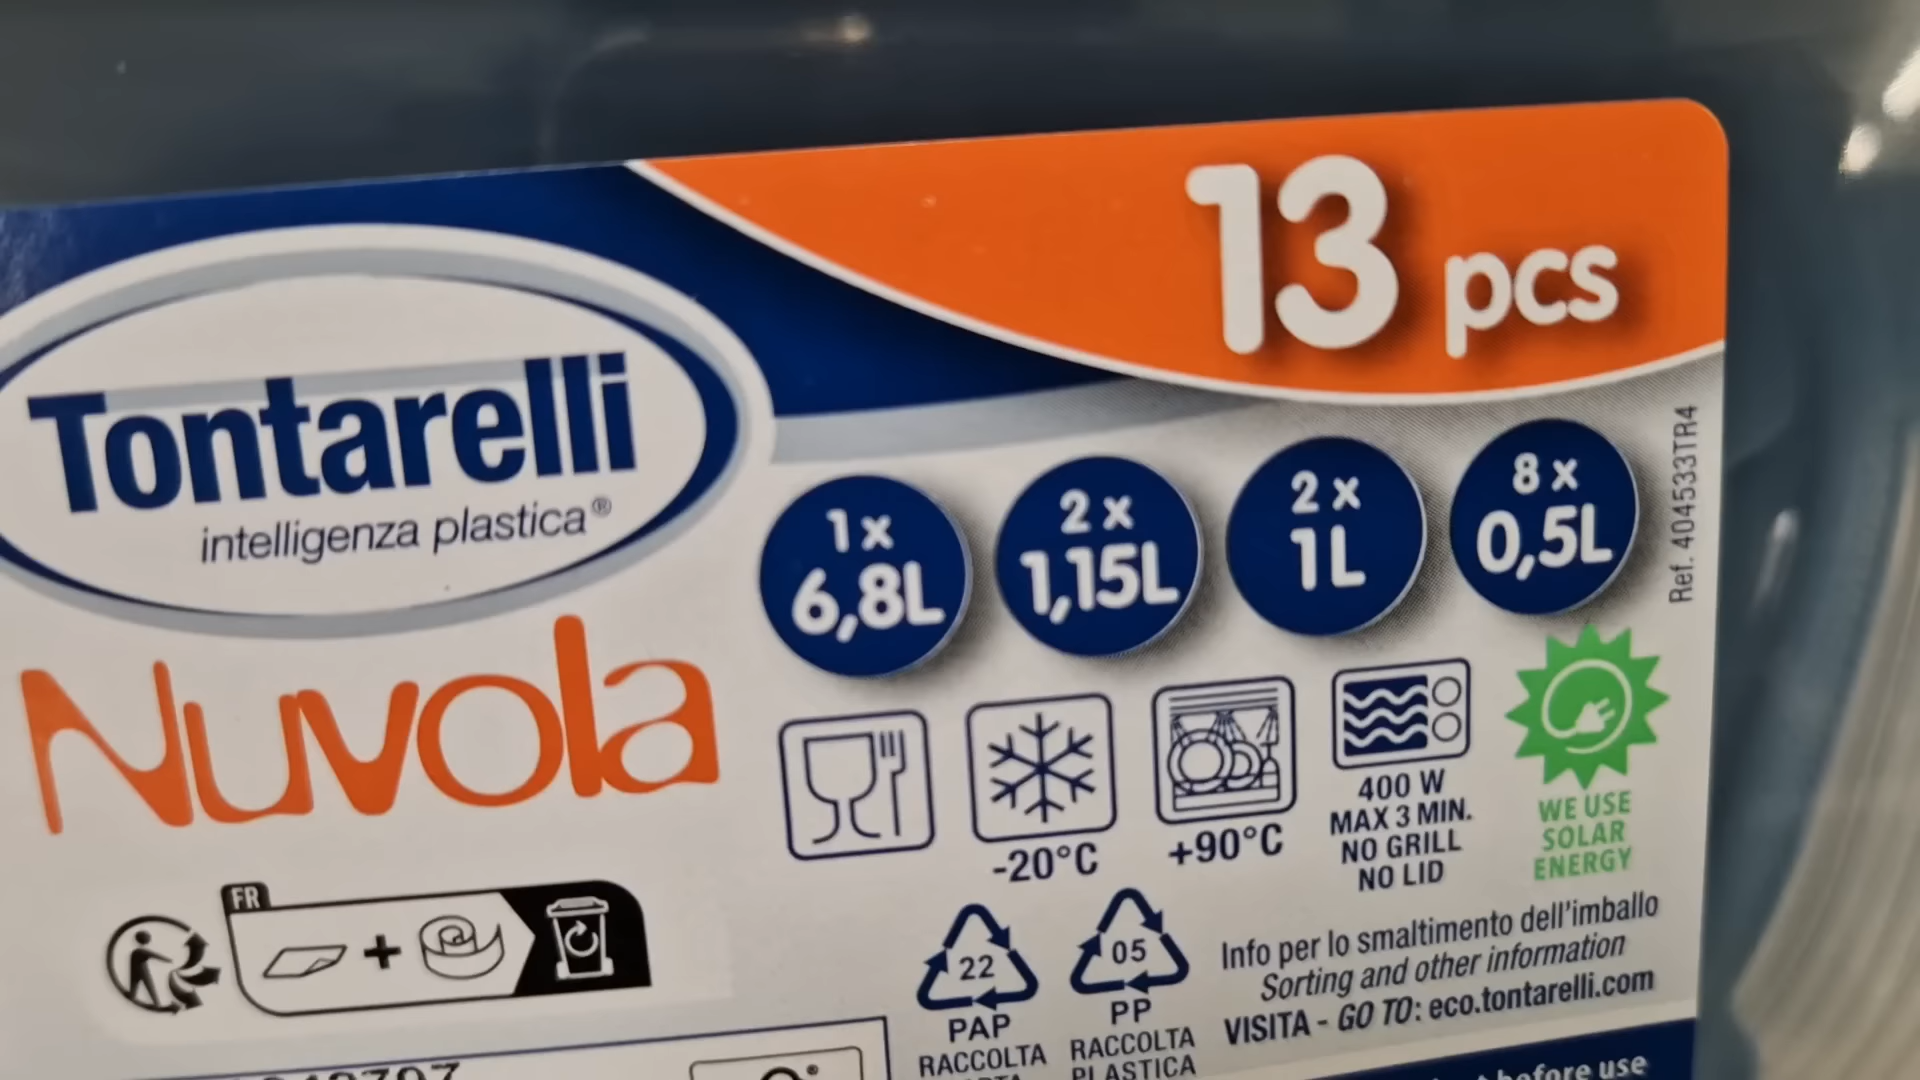 13 pcs
Tontarelli
intelligenza plastica®
Nuvola
1 x
6,8L
2 x
1,15L
2 x
1L
8 x
0,5L
Ref. 404533TR4
-20°C
+90°C
400 W
MAX 3 MIN.
NO GRILL
NO LID
WE USE
SOLAR
ENERGY
FR
22
PAP
RACCOLTA
05
PP
RACCOLTA
PLASTICA
Info per lo smaltimento dell'imballo
Sorting and other information
VISITA - GO TO: eco.tontarelli.com
before use